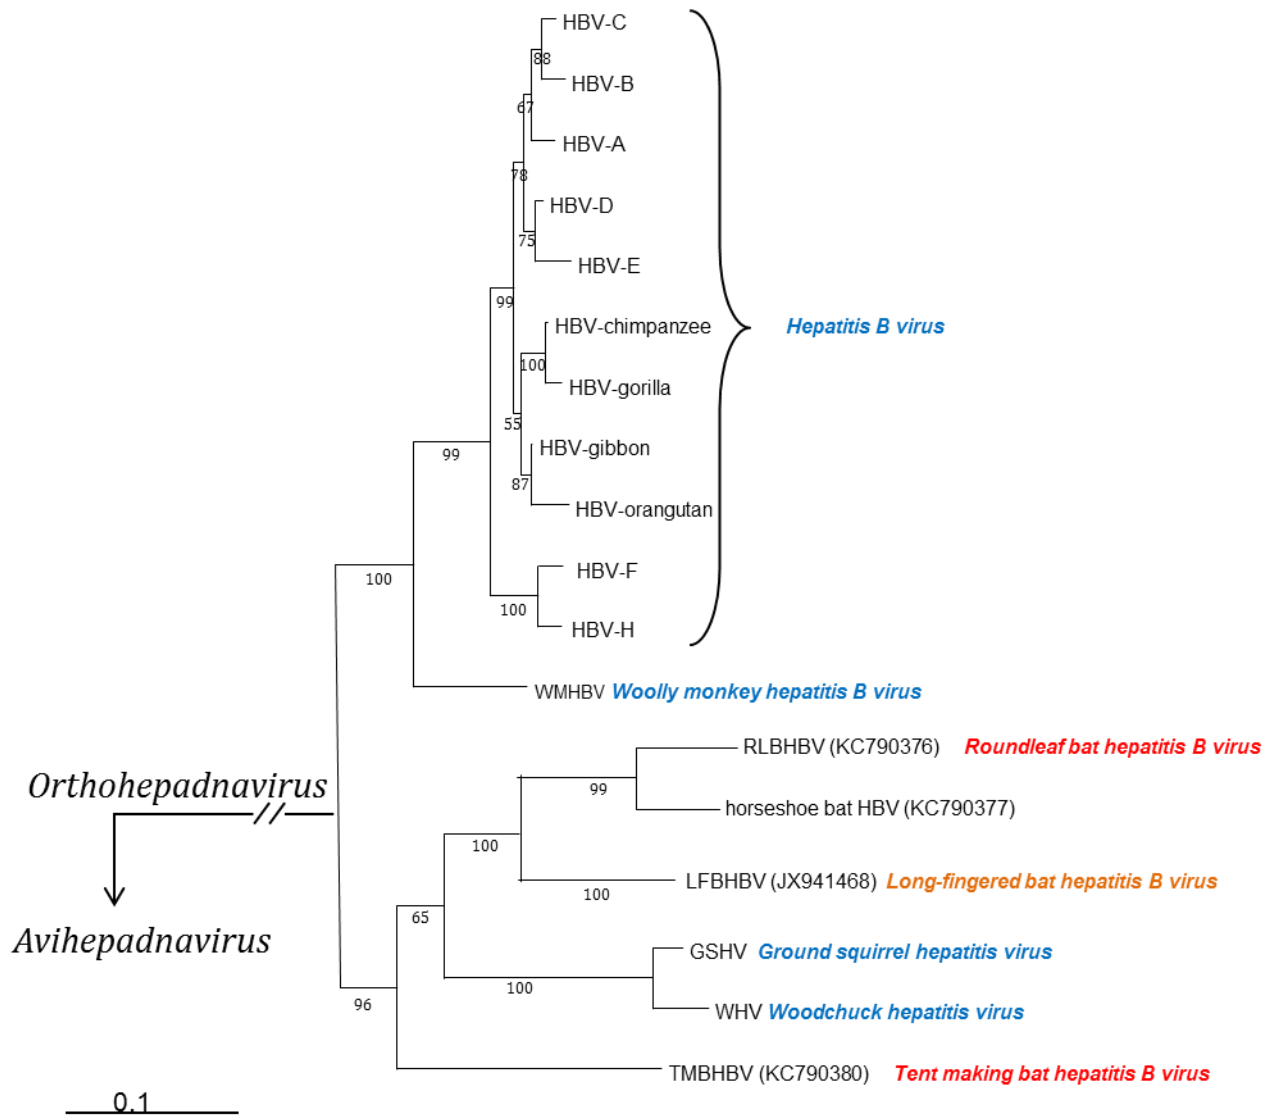 HBV-C
88
HBV-B
67
HBV-A
78
HBV-D
75
HBV-E
99
HBV-chimpanzee
Hepatitis B virus
100
HBV-gorilla
55
HBV-gibbon
99
87
HBV-orangutan
HBV-F
100
100
HBV-H
WMHBV Woolly monkey hepatitis B virus
RLBHBV (KC790376) Roundleaf bat hepatitis B virus
Orthohepadnavirus
99
horseshoe bat HBV (KC790377)
100
LFBHBV (JX941468) Long-fingered bat hepatitis B virus
100
65
Avihepadnavirus
GSHV Ground squirrel hepatitis virus
100
96
WHV Woodchuck hepatitis virus
TMBHBV (KC790380) Tent making bat hepatitis B virus
0.1